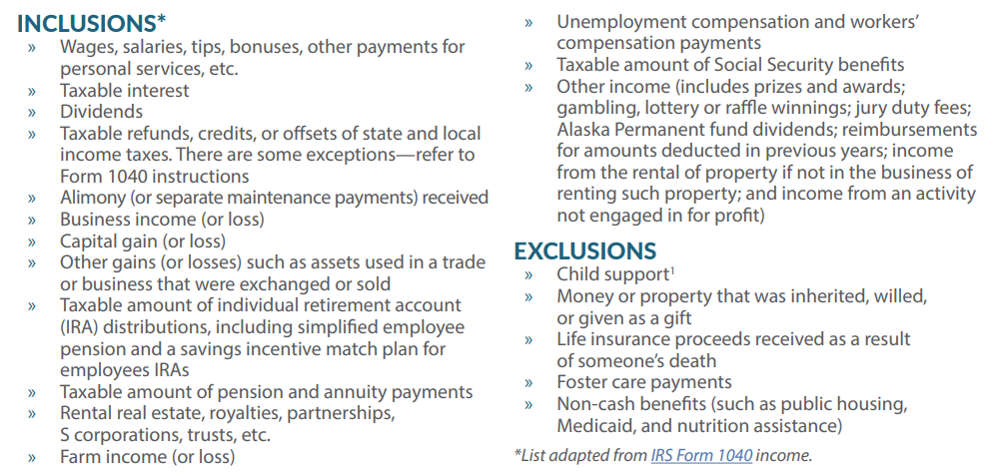 INCLUSIONS*
» Wages, salaries, tips, bonuses, other payments for
personal services, etc.
» Taxable interest
» Dividends
» Taxable refunds, credits, or offsets of state and local
income taxes. There are some exceptions—refer to
Form 1040 instructions
» Alimony (or separate maintenance payments) received
» Business income (or loss)
» Capital gain (or loss)
» Other gains (or losses) such as assets used in a trade
or business that were exchanged or sold
» Taxable amount of individual retirement account
(IRA) distributions, including simplified employee
pension and a savings incentive match plan for
employees IRAs
» Taxable amount of pension and annuity payments
» Rental real estate, royalties, partnerships,
S corporations, trusts, etc.
» Farm income (or loss)
» Unemployment compensation and workers’
compensation payments
» Taxable amount of Social Security benefits
» Other income (includes prizes and awards;
gambling, lottery or raffle winnings; jury duty fees;
Alaska Permanent fund dividends; reimbursements
for amounts deducted in previous years; income
from the rental of property if not in the business of
renting such property; and income from an activity
not engaged in for profit)
EXCLUSIONS
» Child support¹
» Money or property that was inherited, willed,
or given as a gift
» Life insurance proceeds received as a result
of someone’s death
» Foster care payments
» Non-cash benefits (such as public housing,
Medicaid, and nutrition assistance)
*List adapted from IRS Form 1040 income.